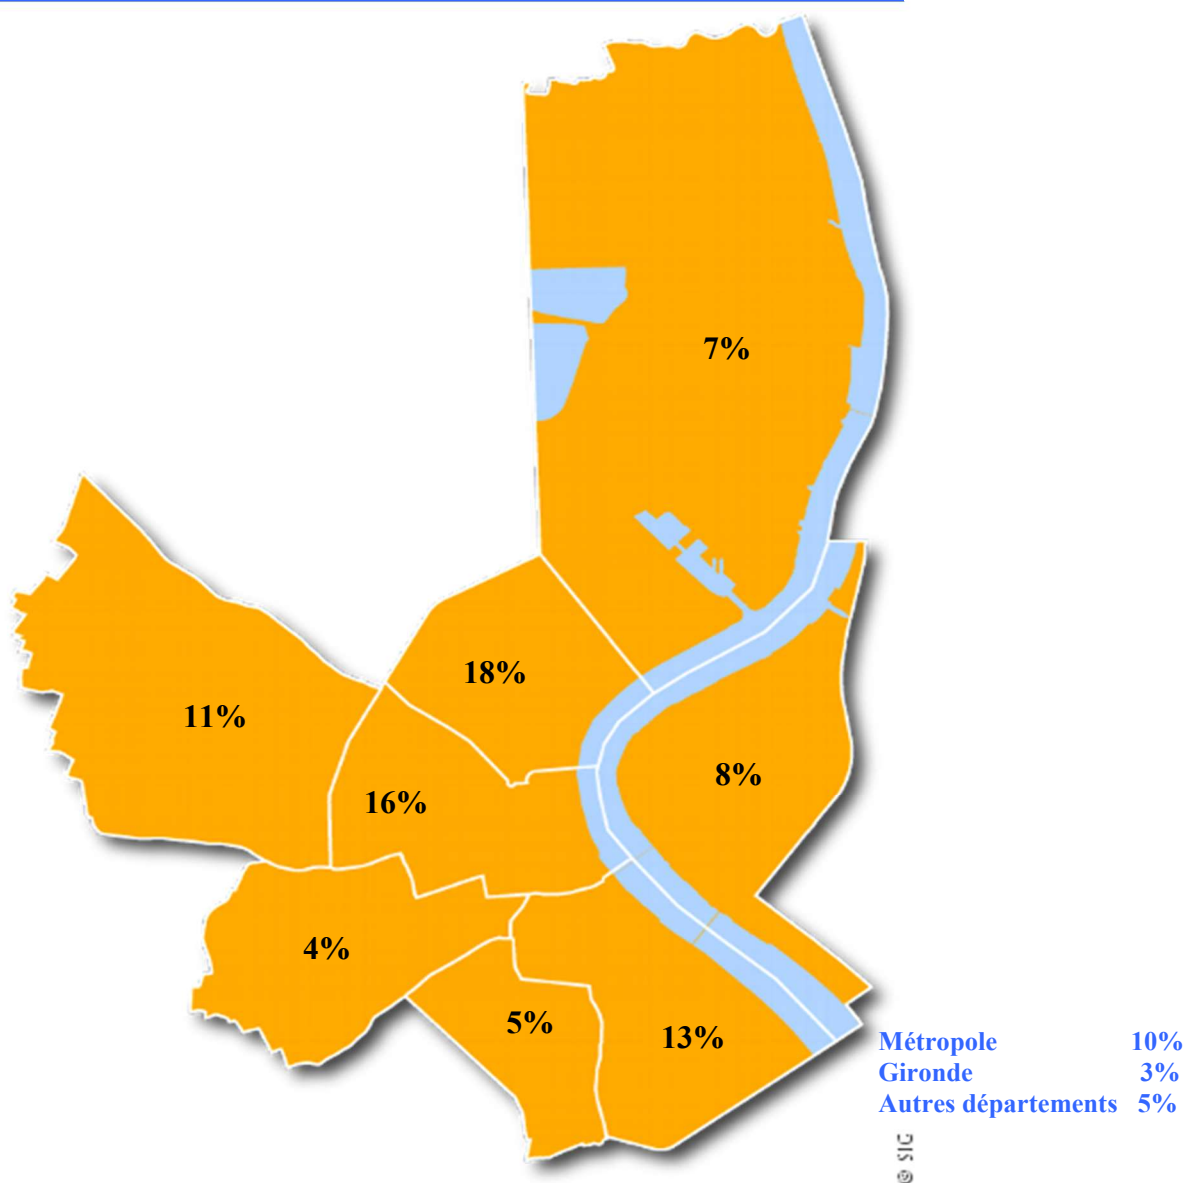 7%
18%
11%
8%
16%
4%
5%
13%
Métropole 10%
Gironde 3%
Autres départements 5%
© SIG